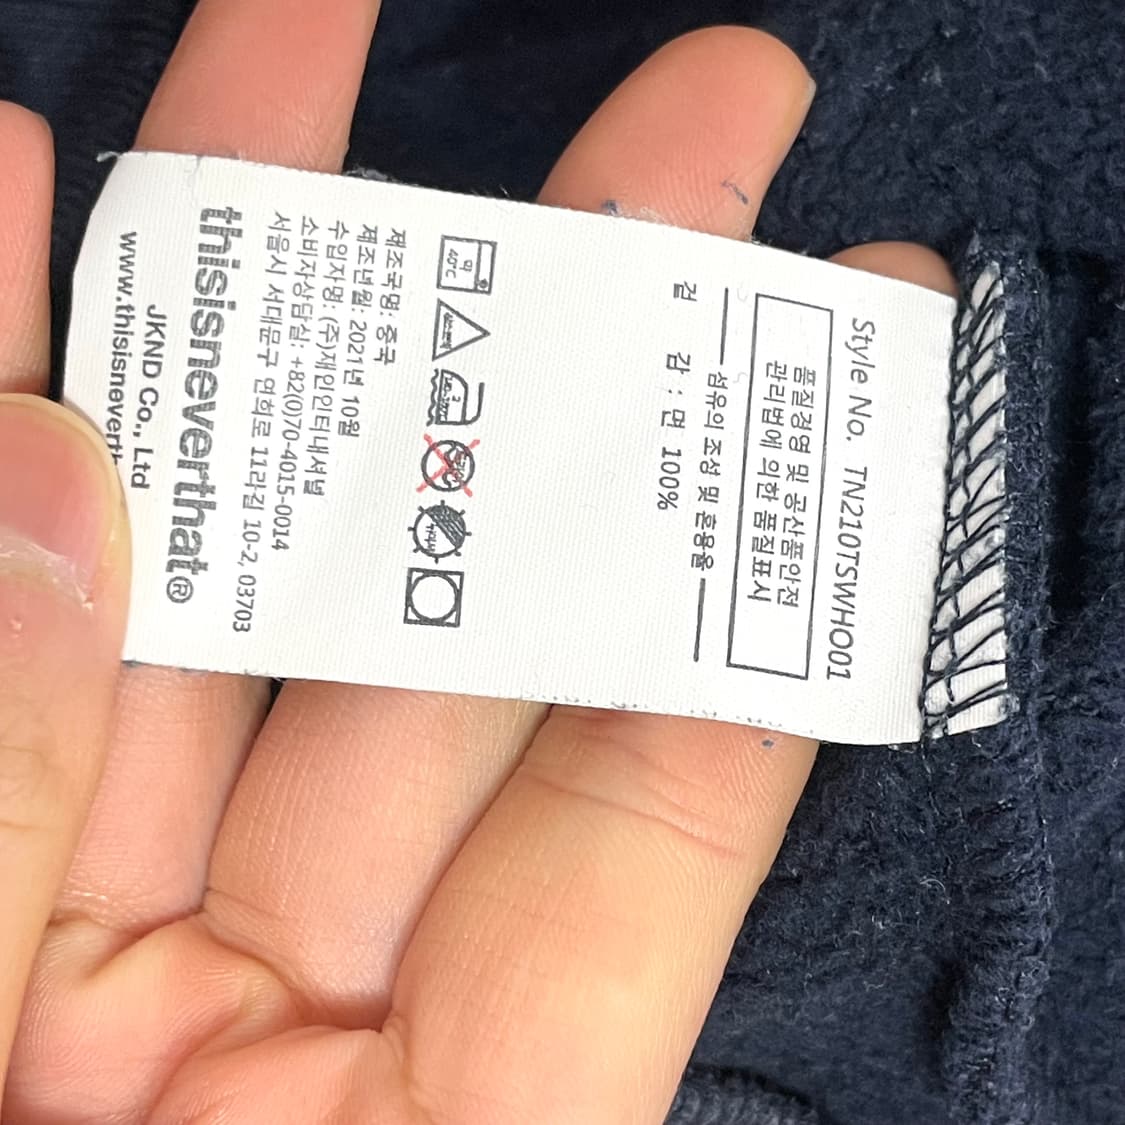 Style No. TN210TSWHO01
품질경영 및 공산품안전
관리법에 의한 품질표시
섬유의 조성 및 혼용율
겉 감 : 면 100%
약
40℃
제조국명: 중국
제조년월: 2021년 10월
수입자명: (주)제인인터내셔널
소비자상담실: +82(0)70-4015-0014
서울시 서대문구 연희로 11라길 10-2, 03703
thisisneverthat®
JKND Co., Ltd
www.thisisneverth